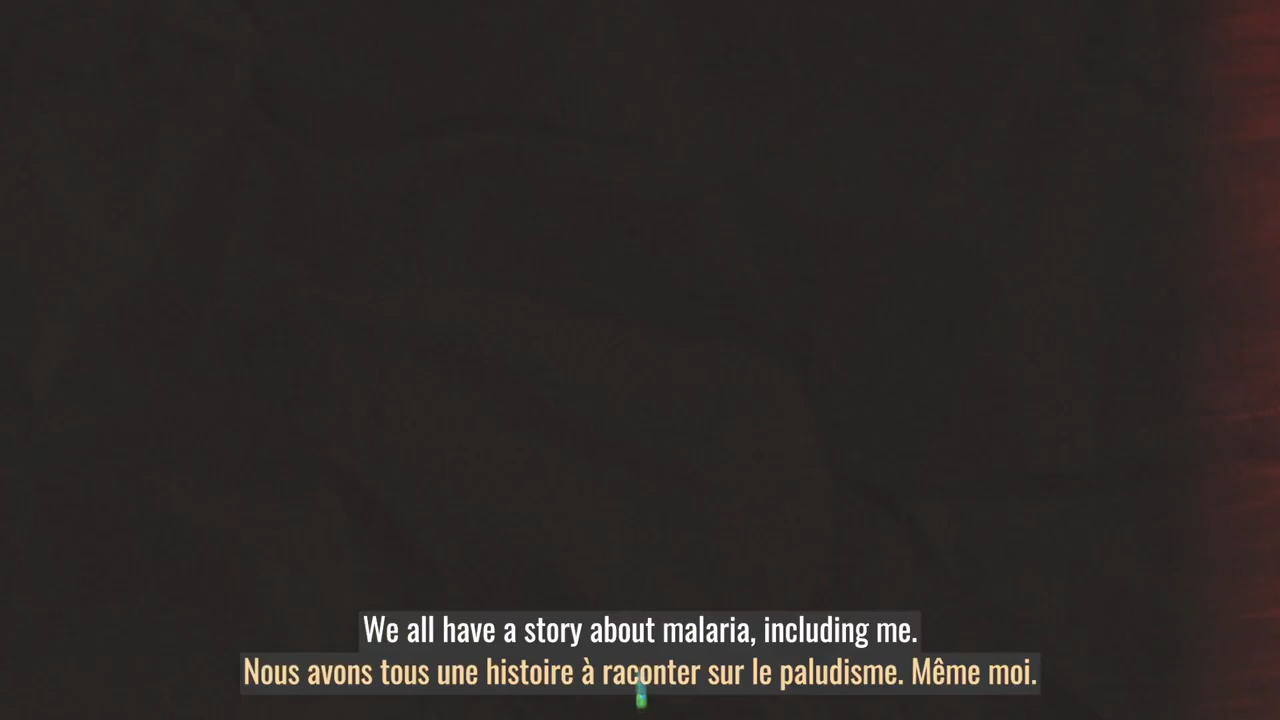 We all have a story about malaria, including me.
Nous avons tous une histoire à raconter sur le paludisme. Même moi.